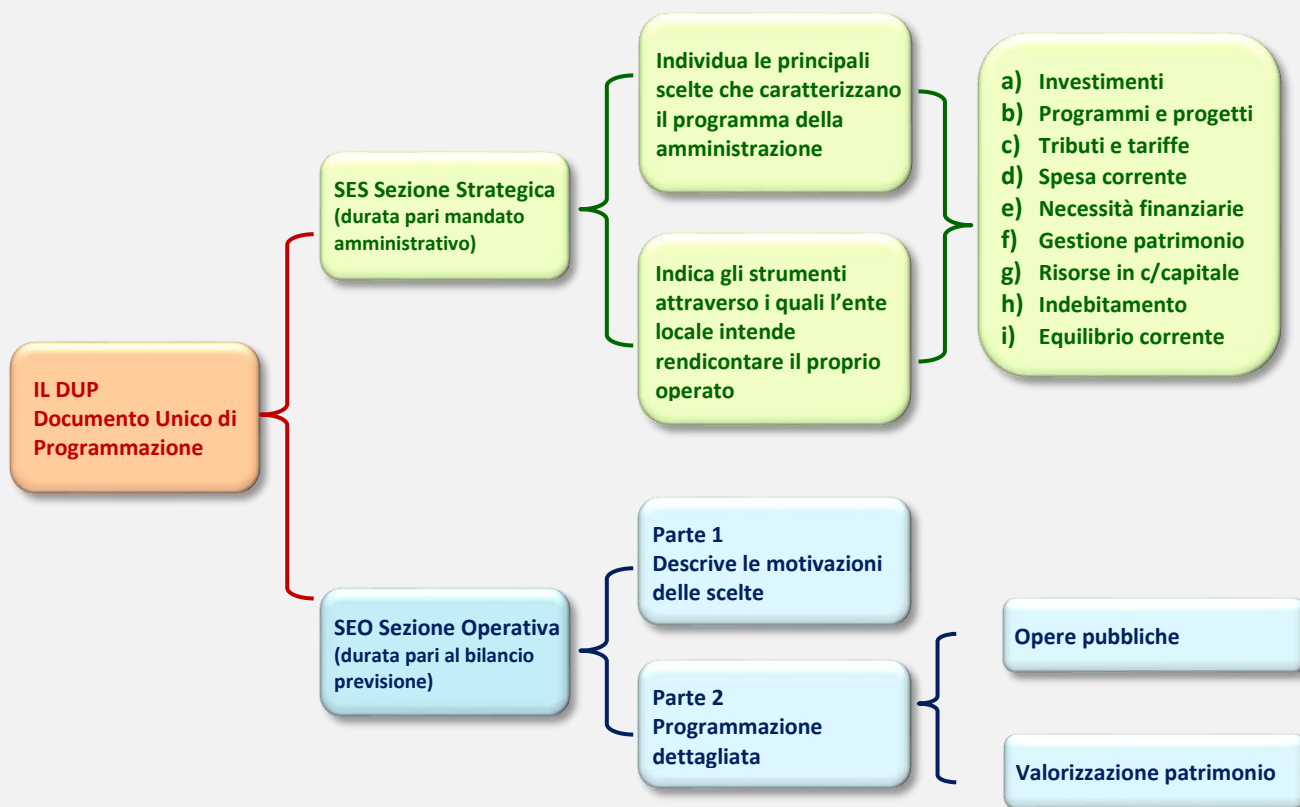 IL DUP
Documento Unico di
Programmazione
SES Sezione Strategica
(durata pari mandato
amministrativo)
Individua le principali
scelte che caratterizzano
il programma della
amministrazione
Indica gli strumenti
attraverso i quali l’ente
locale intende
rendicontare il proprio
operato
a) Investimenti
b) Programmi e progetti
c) Tributi e tariffe
d) Spesa corrente
e) Necessità finanziarie
f) Gestione patrimonio
g) Risorse in c/capitale
h) Indebitamento
i) Equilibrio corrente
SEO Sezione Operativa
(durata pari al bilancio
previsione)
Parte 1
Descrive le motivazioni
delle scelte
Parte 2
Programmazione
dettagliata
Opere pubbliche
Valorizzazione patrimonio